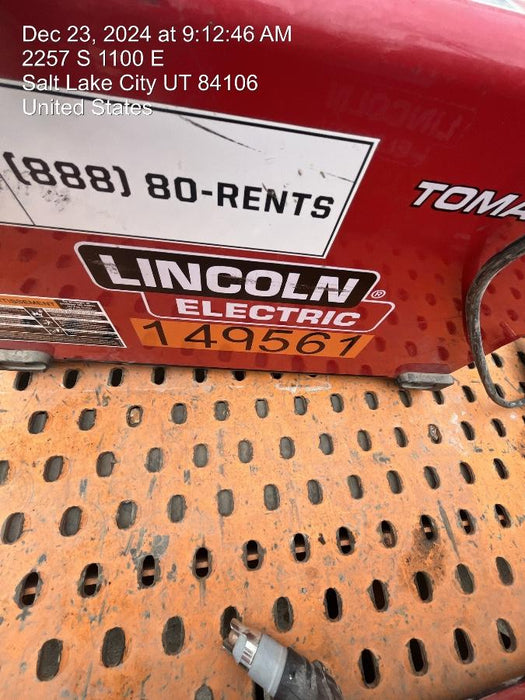 Dec 23, 2024 at 9:12:46 AM
2257 S 1100 E
Salt Lake City UT 84106
United States
(888) 80-RENTS
TOMA
LINCOLN®
ELECTRIC
149561